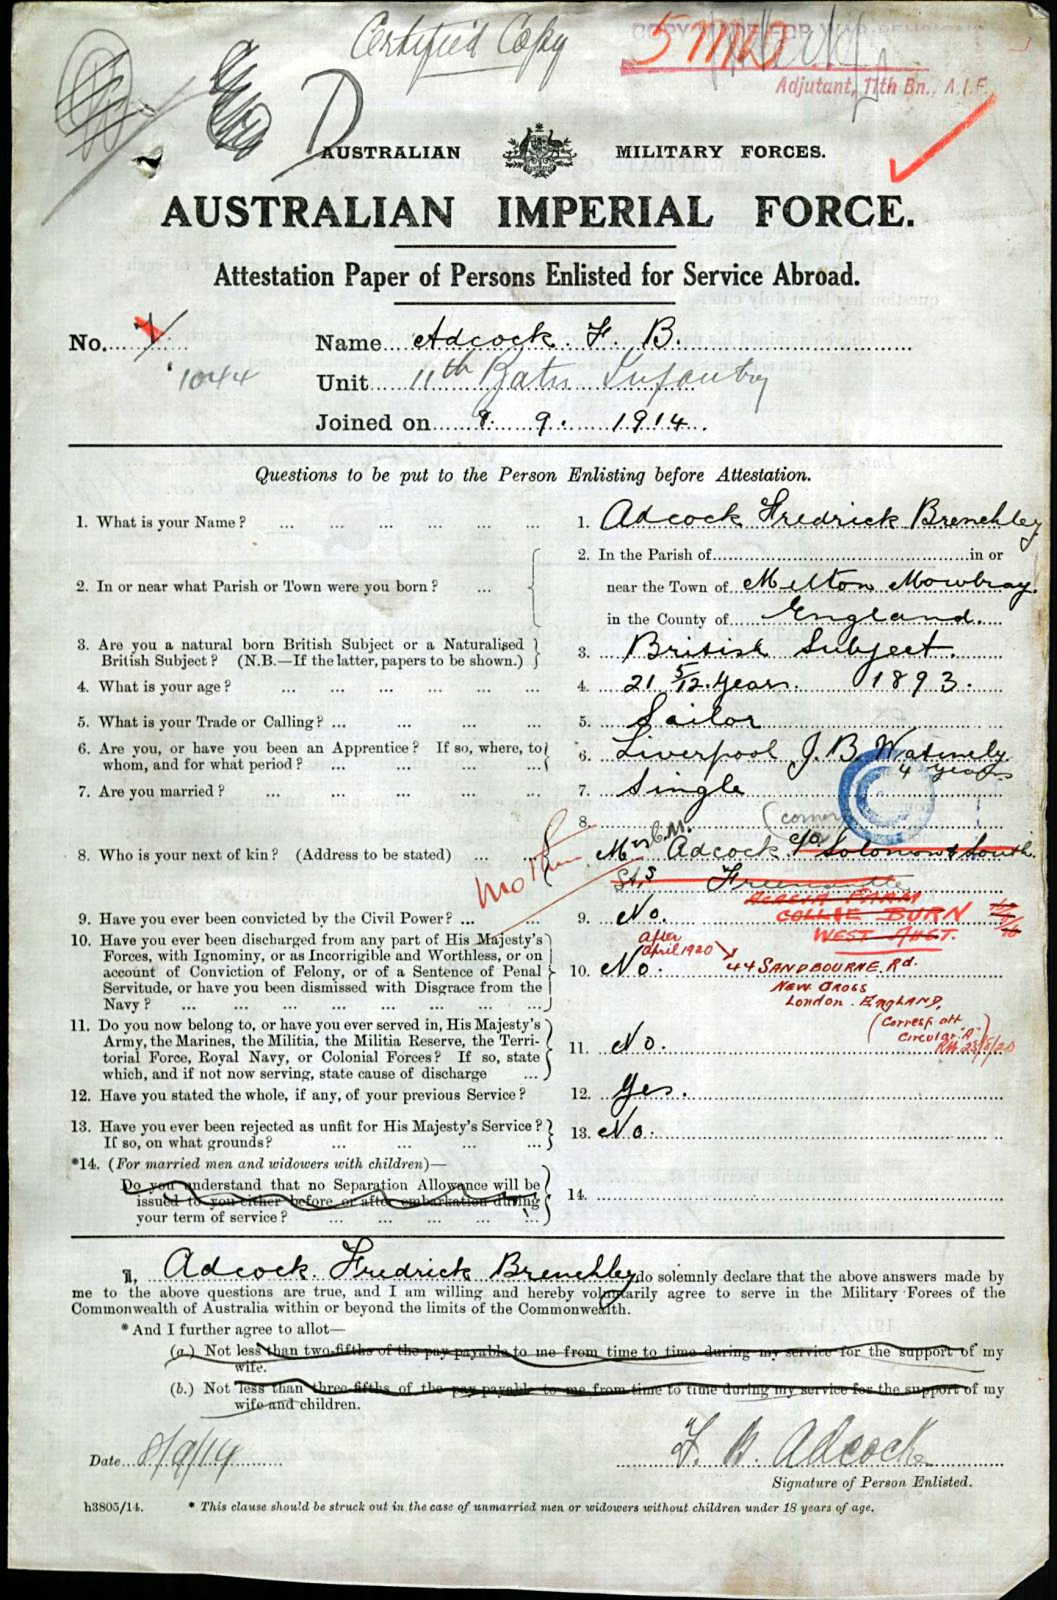 Certified Copy
COPY MADE FOR WAR PENSIONS
5 MMD
Adjutant, 11th Bn., A.I.F.
AUSTRALIAN MILITARY FORCES.
AUSTRALIAN IMPERIAL FORCE.
Attestation Paper of Persons Enlisted for Service Abroad.
No. 1044
Name Adcock. F. B.
Unit 11th Batn Infantry
Joined on 8. 9. 1914.
Questions to be put to the Person Enlisting before Attestation.
1. What is your Name? ... ... ... ... ... ... 1. Adcock Fredrick Brenchley
2. In or near what Parish or Town were you born? ... 2. In the Parish of in or
near the Town of Melton Mowbray.
in the County of England.
3. Are you a natural born British Subject or a Naturalised
British Subject? (N.B.—If the latter, papers to be shown.) 3. British Subject.
4. What is your age? ... ... ... ... ... ... 4. 21 5/12 years. 1893.
5. What is your Trade or Calling? ... ... ... ... 5. Sailor
6. Are you, or have you been an Apprentice? If so, where, to
whom, and for what period? ... ... ... ... 6. Liverpool J. B. 
4 years
7. Are you married? ... ... ... ... ... ... 7. Single
8.
(corner
mother
8. Who is your next of kin? (Address to be stated) ... ... Mrs C.M. Adcock c/o Solomon & South
Sts Freemantle
ACACIA FARM
9. Have you ever been convicted by the Civil Power? ... ... 9. No. COLLIE BURN
WEST AUST.
10. Have you ever been discharged from any part of His Majesty's
Forces, with Ignominy, or as Incorrigible and Worthless, or on
account of Conviction of Felony, or of a Sentence of Penal
Servitude, or have you been dismissed with Disgrace from the
Navy? ... ... ... ... ... ... ... 10. No.
after
April 1920
44 SANDBOURNE Rd.
NEW CROSS
LONDON. ENGLAND.
(Corresp. att
Circular "A")
11. Do you now belong to, or have you ever served in, His Majesty's
Army, the Marines, the Militia, the Militia Reserve, the Terri-
torial Force, Royal Navy, or Colonial Forces? If so, state
which, and if not now serving, state cause of discharge ... 11. No.
12. Have you stated the whole, if any, of your previous Service? 12. Yes.
13. Have you ever been rejected as unfit for His Majesty's Service?
If so, on what grounds? ... ... ... ... ... 13. No.
*14. (For married men and widowers with children)—
Do you understand that no Separation Allowance will be
issued to you either before or after embarkation during
your term of service? ... ... ... ... ... 14.
I, Adcock. Fredrick Brenchley do solemnly declare that the above answers made by
me to the above questions are true, and I am willing and hereby voluntarily agree to serve in the Military Forces of the
Commonwealth of Australia within or beyond the limits of the Commonwealth.
* And I further agree to allot—
(a.) Not less than two-fifths of the pay payable to me from time to time during my service for the support of my
wife.
(b.) Not less than three-fifths of the pay payable to me from time to time during my service for the support of my
wife and children.
Date 8/9/14
F. B. Adcock
Signature of Person Enlisted.
h3805/14. * This clause should be struck out in the case of unmarried men or widowers without children under 18 years of age.